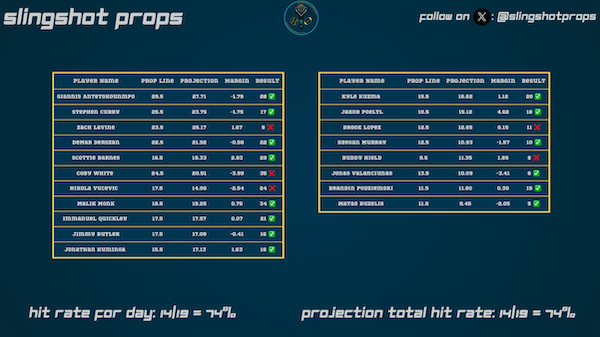 slingshot props
follow on X : @slingshotprops
PLAYER NAME PROP LINE PROJECTION MARGIN RESULT
GIANNIS ANTETOKOUNMPO 29.5 27.71 -1.79 28 ✅
STEPHEN CURRY 25.5 23.75 -1.75 17 ✅
ZACH LAVINE 23.5 25.17 1.67 9 ❌
DEMAR DEROZAN 22.5 21.92 -0.58 22 ✅
SCOTTIE BARNES 16.5 19.33 2.83 29 ✅
COBY WHITE 24.5 20.51 -3.99 35 ❌
NIKOLA VUCEVIC 17.5 14.96 -2.54 24 ❌
MALIK MONK 18.5 19.25 0.75 34 ✅
IMMANUEL QUICKLEY 17.5 17.57 0.07 21 ✅
JIMMY BUTLER 17.5 17.09 -0.41 16 ✅
JONATHAN KUMINGA 15.5 17.13 1.63 ✅
PLAYER NAME PROP LINE PROJECTION MARGIN RESULT
KYLE KUZMA 15.5 16.62 1.12 20 ✅
JAKOB POELTL 10.5 15.12 4.62 19 ✅
BROOK LOPEZ 12.5 12.65 0.15 11 ❌
KEEGAN MURRAY 12.5 10.93 -1.57 10 ✅
BUDDY HIELD 9.5 11.35 1.85 ❌
JONAS VALANCIUNAS 13.5 10.09 -3.41 6 ✅
BRANDIN PODZIEMSKI 11.5 11.80 0.30 15 ✅
MATAS BUZELIS 11.5 9.45 -2.05 5 ✅
hit rate for day: 14|19 = 74%
projection total hit rate: 14|19 = 74%